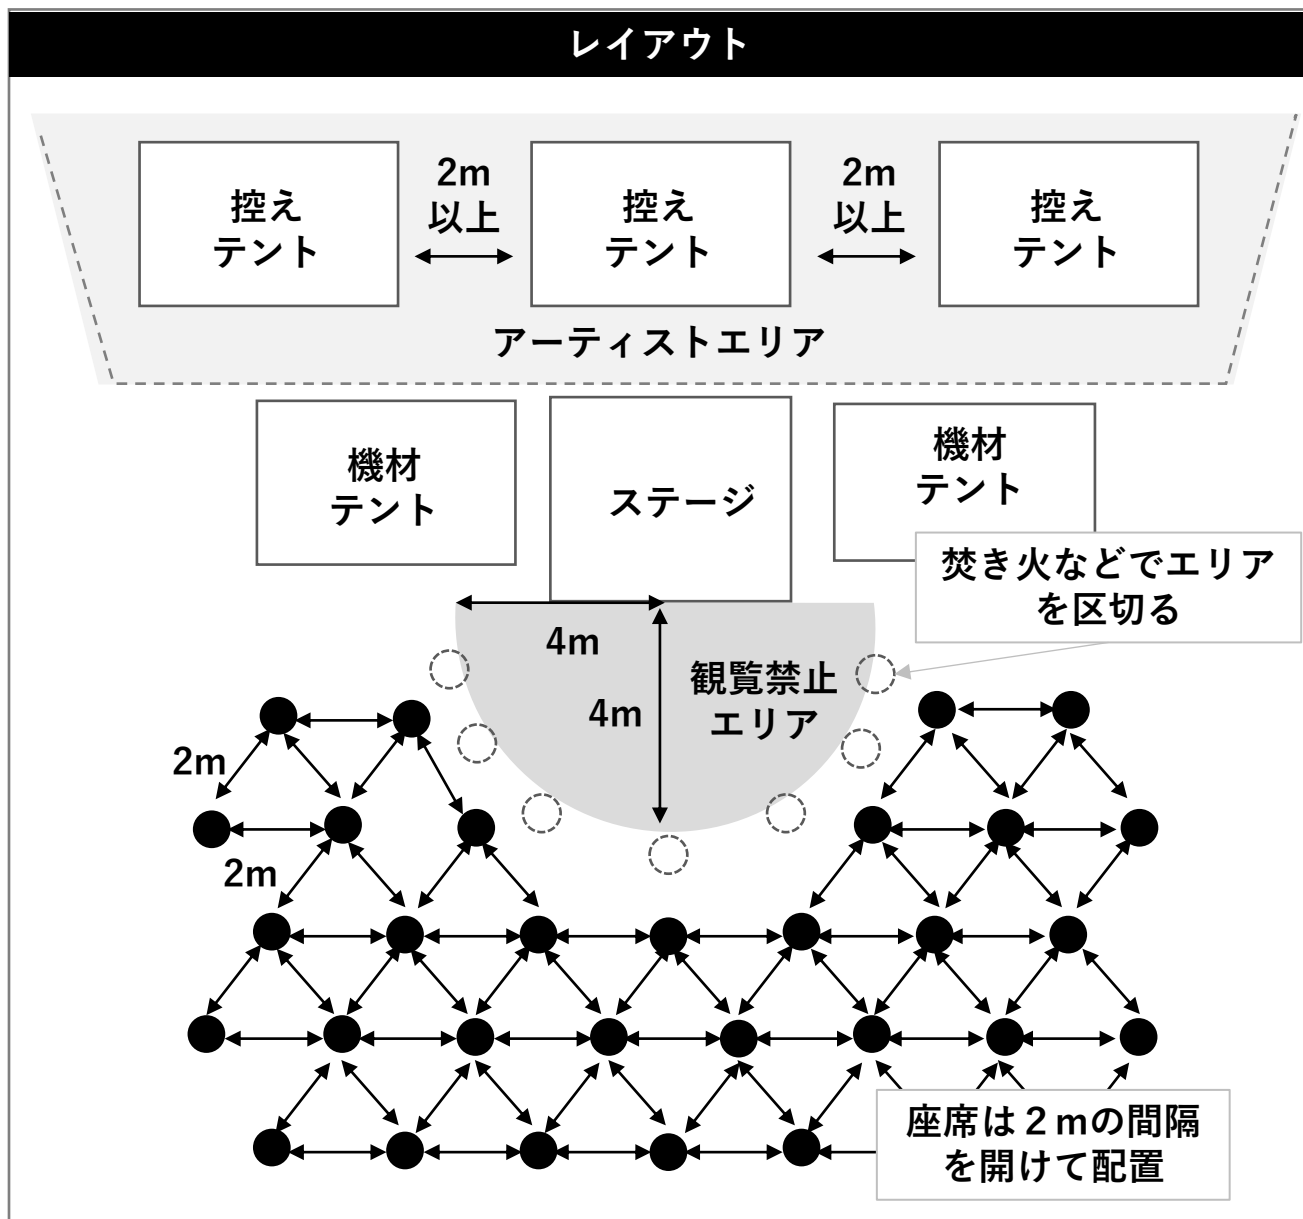 レイアウト
控え
テント
2m
以上
控え
テント
2m
以上
控え
テント
アーティストエリア
機材
テント
ステージ
機材
テント
焚き火などでエリア
を区切る
4m
4m
観覧禁止
エリア
2m
2m
座席は２ｍの間隔
を開けて配置